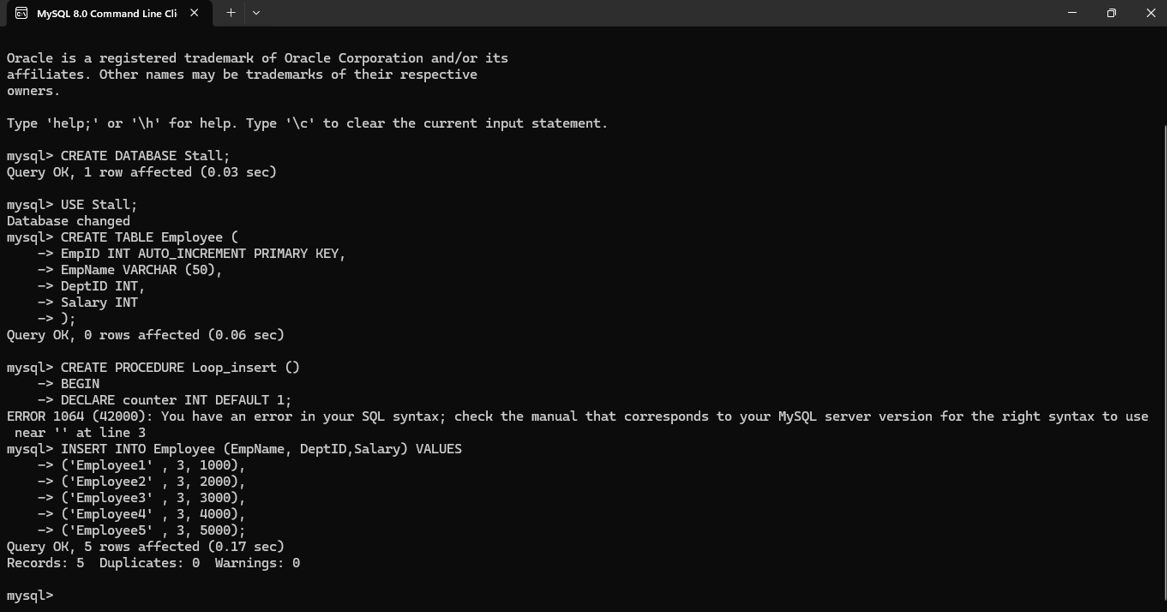 MySQL 8.0 Command Line Cli
Oracle is a registered trademark of Oracle Corporation and/or its
affiliates. Other names may be trademarks of their respective
owners.
Type 'help;' or '\h' for help. Type '\c' to clear the current input statement.
mysql> CREATE DATABASE Stall;
Query OK, 1 row affected (0.03 sec)
mysql> USE Stall;
Database changed
mysql> CREATE TABLE Employee (
    -> EmpID INT AUTO_INCREMENT PRIMARY KEY,
    -> EmpName VARCHAR (50),
    -> DeptID INT,
    -> Salary INT
    -> );
Query OK, 0 rows affected (0.06 sec)
mysql> CREATE PROCEDURE Loop_insert ()
    -> BEGIN
    -> DECLARE counter INT DEFAULT 1;
ERROR 1064 (42000): You have an error in your SQL syntax; check the manual that corresponds to your MySQL server version for the right syntax to use
 near '' at line 3
mysql> INSERT INTO Employee (EmpName, DeptID,Salary) VALUES
    -> ('Employee1' , 3, 1000),
    -> ('Employee2' , 3, 2000),
    -> ('Employee3' , 3, 3000),
    -> ('Employee4' , 3, 4000),
    -> ('Employee5' , 3, 5000);
Query OK, 5 rows affected (0.17 sec)
Records: 5  Duplicates: 0  Warnings: 0
mysql>